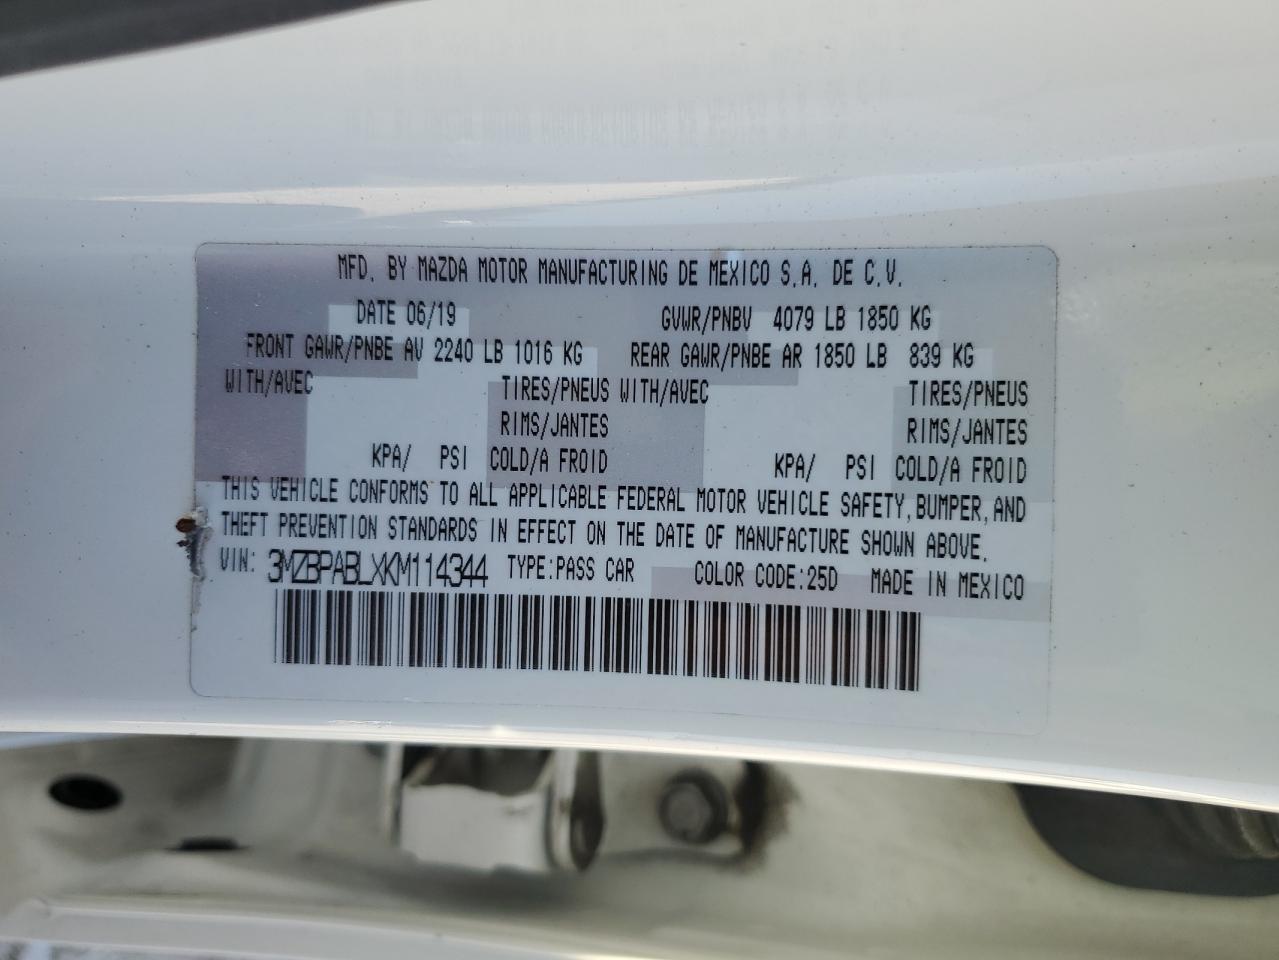 MFD. BY MAZDA MOTOR MANUFACTURING DE MEXICO S.A. DE C.V.
DATE 06/19 GVWR/PNBV 4079 LB 1850 KG
FRONT GAWR/PNBE AV 2240 LB 1016 KG REAR GAWR/PNBE AR 1850 LB 839 KG
WITH/AVEC TIRES/PNEUS WITH/AVEC TIRES/PNEUS
RIMS/JANTES RIMS/JANTES
KPA/ PSI COLD/A FROID KPA/ PSI COLD/A FROID
THIS VEHICLE CONFORMS TO ALL APPLICABLE FEDERAL MOTOR VEHICLE SAFETY, BUMPER, AND
THEFT PREVENTION STANDARDS IN EFFECT ON THE DATE OF MANUFACTURE SHOWN ABOVE.
VIN: 3MZBPABLXKM114344 TYPE:PASS CAR COLOR CODE:25D MADE IN MEXICO